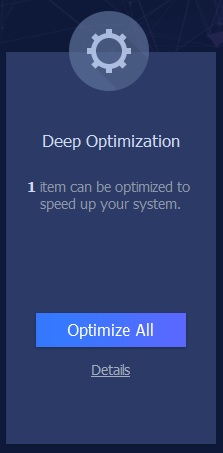 Deep Optimization
1 item can be optimized to
speed up your system.
Optimize All
Details